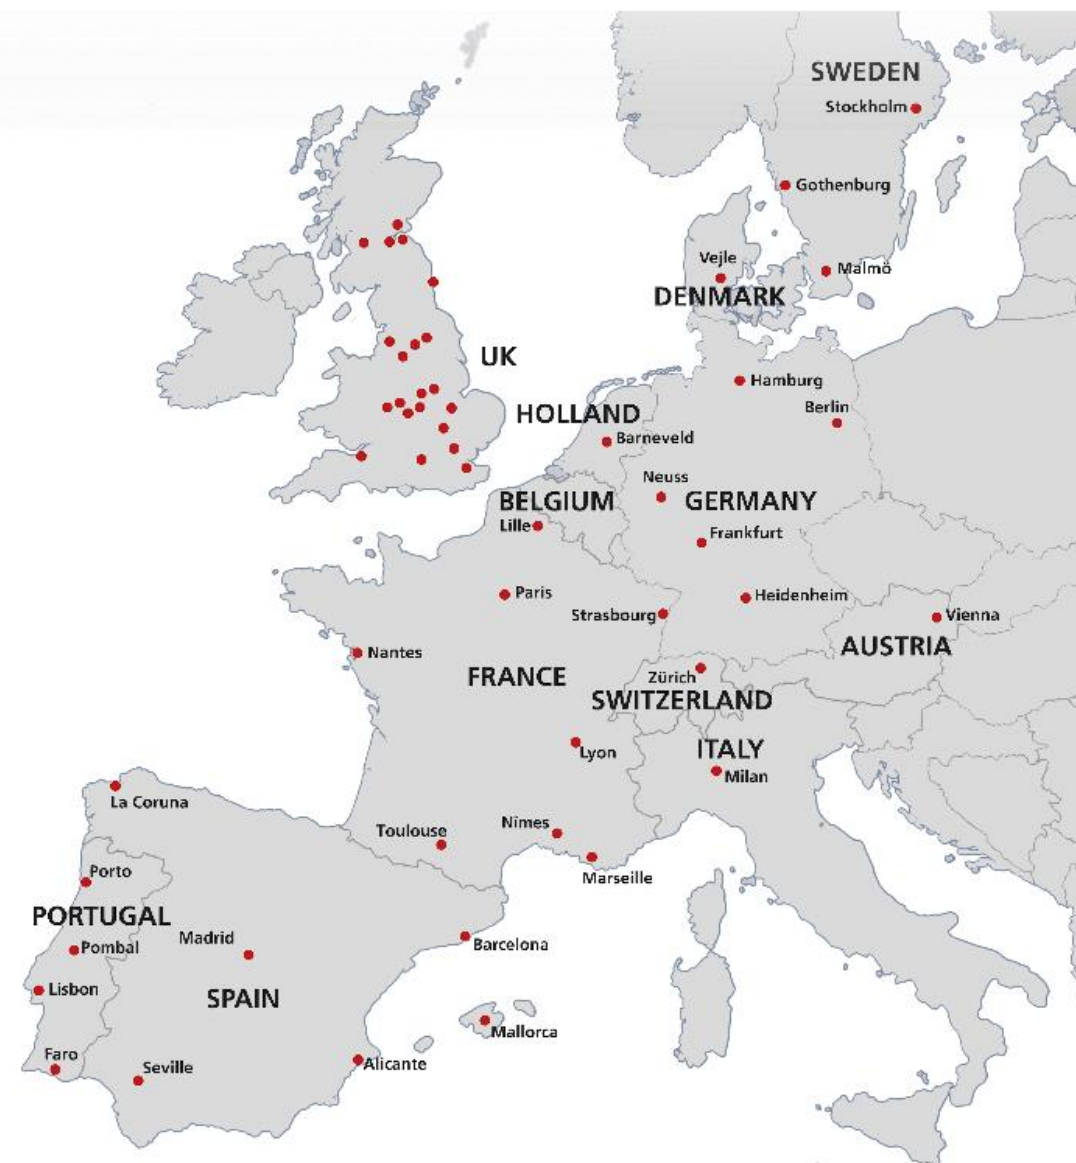 SWEDEN
Stockholm
Gothenburg
Vejle
Malmö
DENMARK
UK
Hamburg
Berlin
HOLLAND
Barneveld
Neuss
BELGIUM
GERMANY
Lille
Frankfurt
Paris
Heidenheim
Strasbourg
Vienna
AUSTRIA
Nantes
FRANCE
Zürich
SWITZERLAND
ITALY
Lyon
Milan
La Coruna
Nîmes
Toulouse
Marseille
Porto
PORTUGAL
Madrid
Barcelona
Pombal
Lisbon
SPAIN
Mallorca
Faro
Seville
Alicante